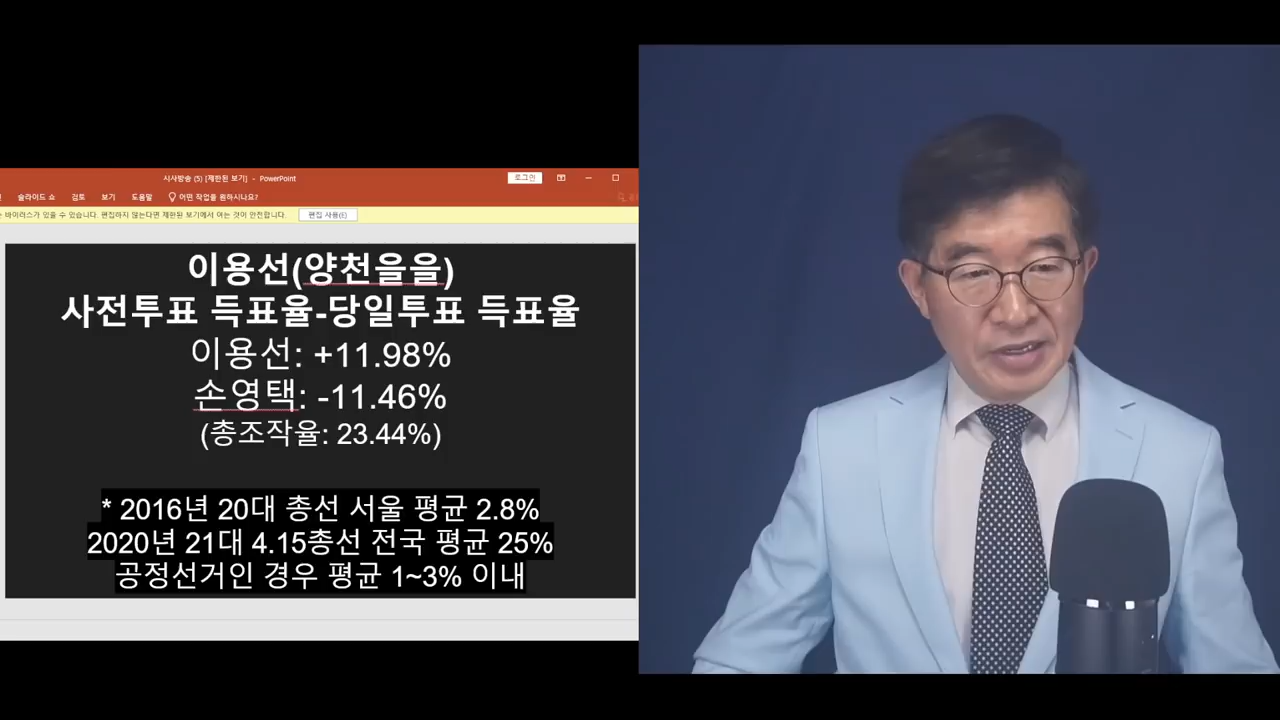 시사방송 (5) [제한된 보기] - PowerPoint
로그인
슬라이드 쇼 검토 보기 도움말 어떤 작업을 원하시나요?
바이러스가 있을 수 있습니다. 편집하지 않는다면 제한된 보기에서 여는 것이 안전합니다. 편집 사용(E)
이용선(양천을을)
사전투표 득표율-당일투표 득표율
이용선: +11.98%
손영택: -11.46%
(총조작율: 23.44%)
* 2016년 20대 총선 서울 평균 2.8%
2020년 21대 4.15총선 전국 평균 25%
공정선거인 경우 평균 1~3% 이내